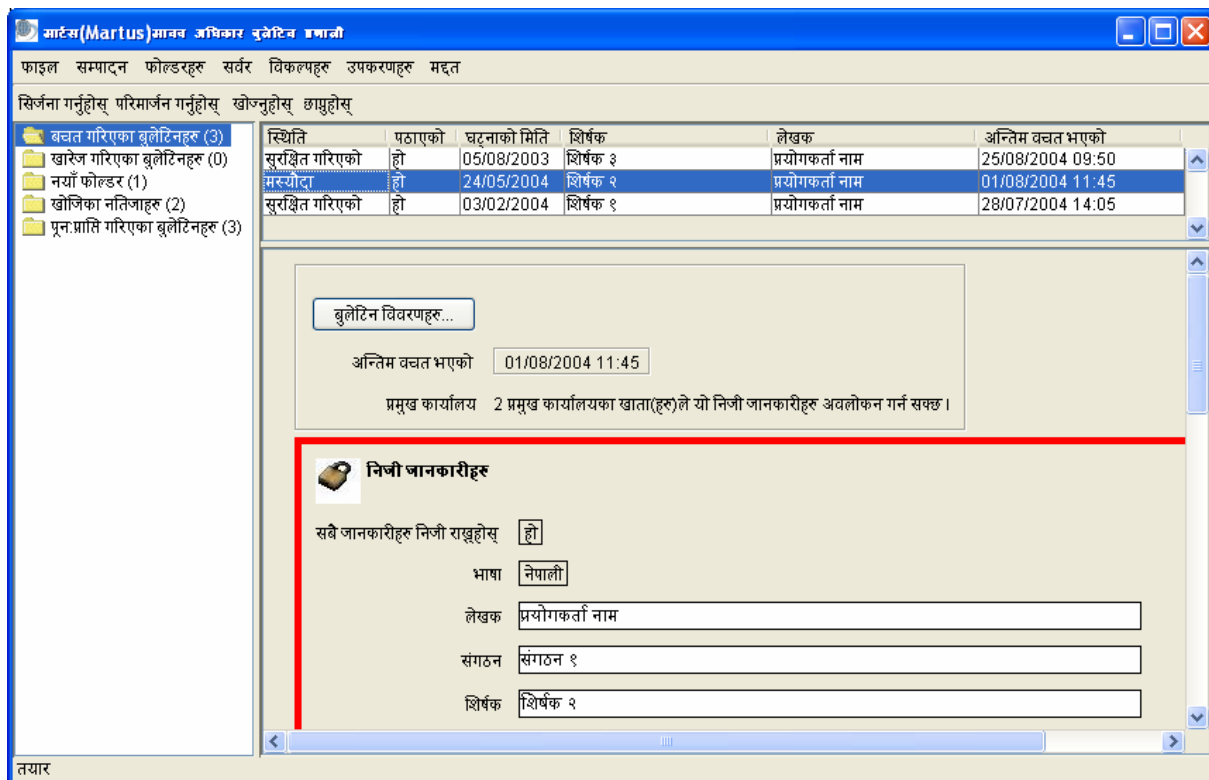 मार्टस(Martus)मानव अधिकार बुलेटिन प्रणाली
फाइल सम्पादन फोल्डरहरु सर्वर विकल्पहरु उपकरणहरु मद्दत
सिर्जना गर्नुहोस् परिमार्जन गर्नुहोस् खोज्नुहोस् छाप्नुहोस्
बचत गरिएका बुलेटिनहरु (3)
खारेज गरिएका बुलेटिनहरु (0)
नयाँ फोल्डर (1)
खोजिका नतिजाहरु (2)
पून:प्राप्ति गरिएका बुलेटिनहरु (3)
स्थिति पठाएको घट्नाको मिति शिर्षक लेखक अन्तिम वचत भएको
सुरक्षित गरिएको हो 05/08/2003 शिर्षक ३ प्रयोगकर्ता नाम 25/08/2004 09:50
मस्यौदा हो 24/05/2004 शिर्षक २ प्रयोगकर्ता नाम 01/08/2004 11:45
सुरक्षित गरिएको हो 03/02/2004 शिर्षक १ प्रयोगकर्ता नाम 28/07/2004 14:05
बुलेटिन विवरणहरु...
अन्तिम वचत भएको 01/08/2004 11:45
प्रमुख कार्यालय 2 प्रमुख कार्यालयका खाता(हरु)ले यो निजी जानकारीहरु अवलोकन गर्न सक्छ।
निजी जानकारीहरु
सबै जानकारीहरु निजी राख्नुहोस् हो
भाषा नेपाली
लेखक प्रयोगकर्ता नाम
संगठन संगठन १
शिर्षक शिर्षक २
तयार